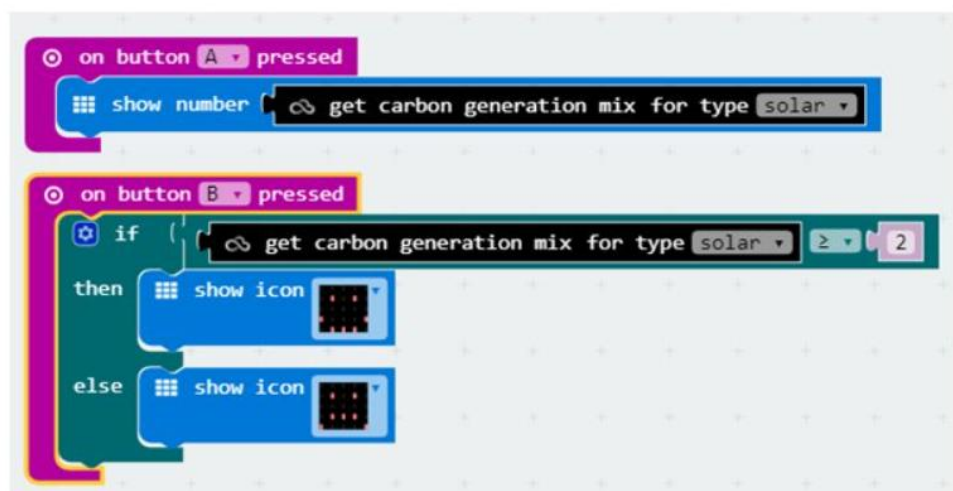 on button A pressed
show number get carbon generation mix for type solar
on button B pressed
if get carbon generation mix for type solar ≥ 2
then show icon
else show icon